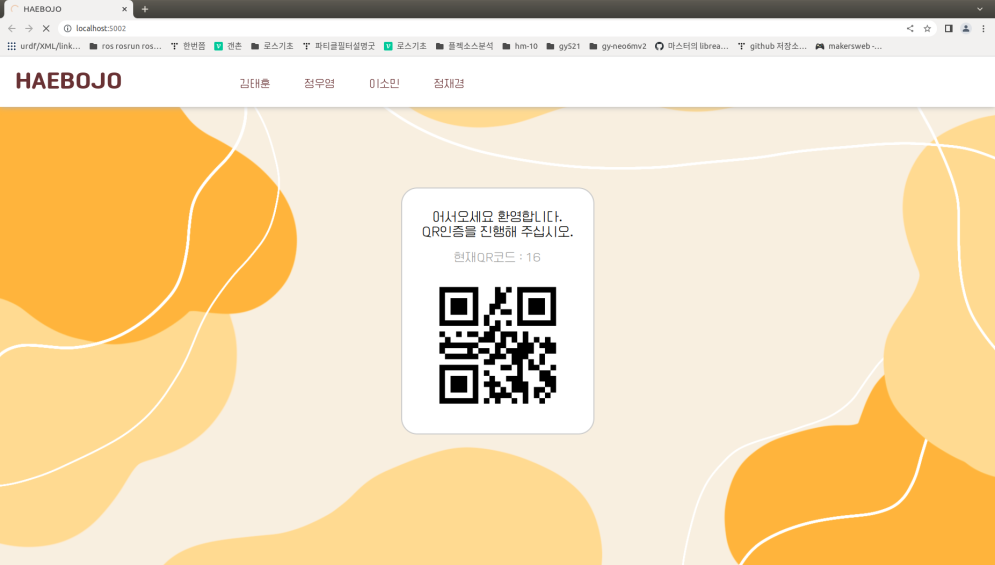 HAEBOJO
localhost:5002
urdf/XML/link... ros rosrun ros... 한번쯤 갠촌 로스기초 파티클필터설명굿 로스기초 플젝소스분석 hm-10 gy521 gy-neo6mv2 마스터의 librea... github 저장소... makersweb -...
HAEBOJO 김태훈 정우영 이소민 정재경
어서오세요 환영합니다.
QR인증을 진행해 주십시오.
현재QR코드 : 16